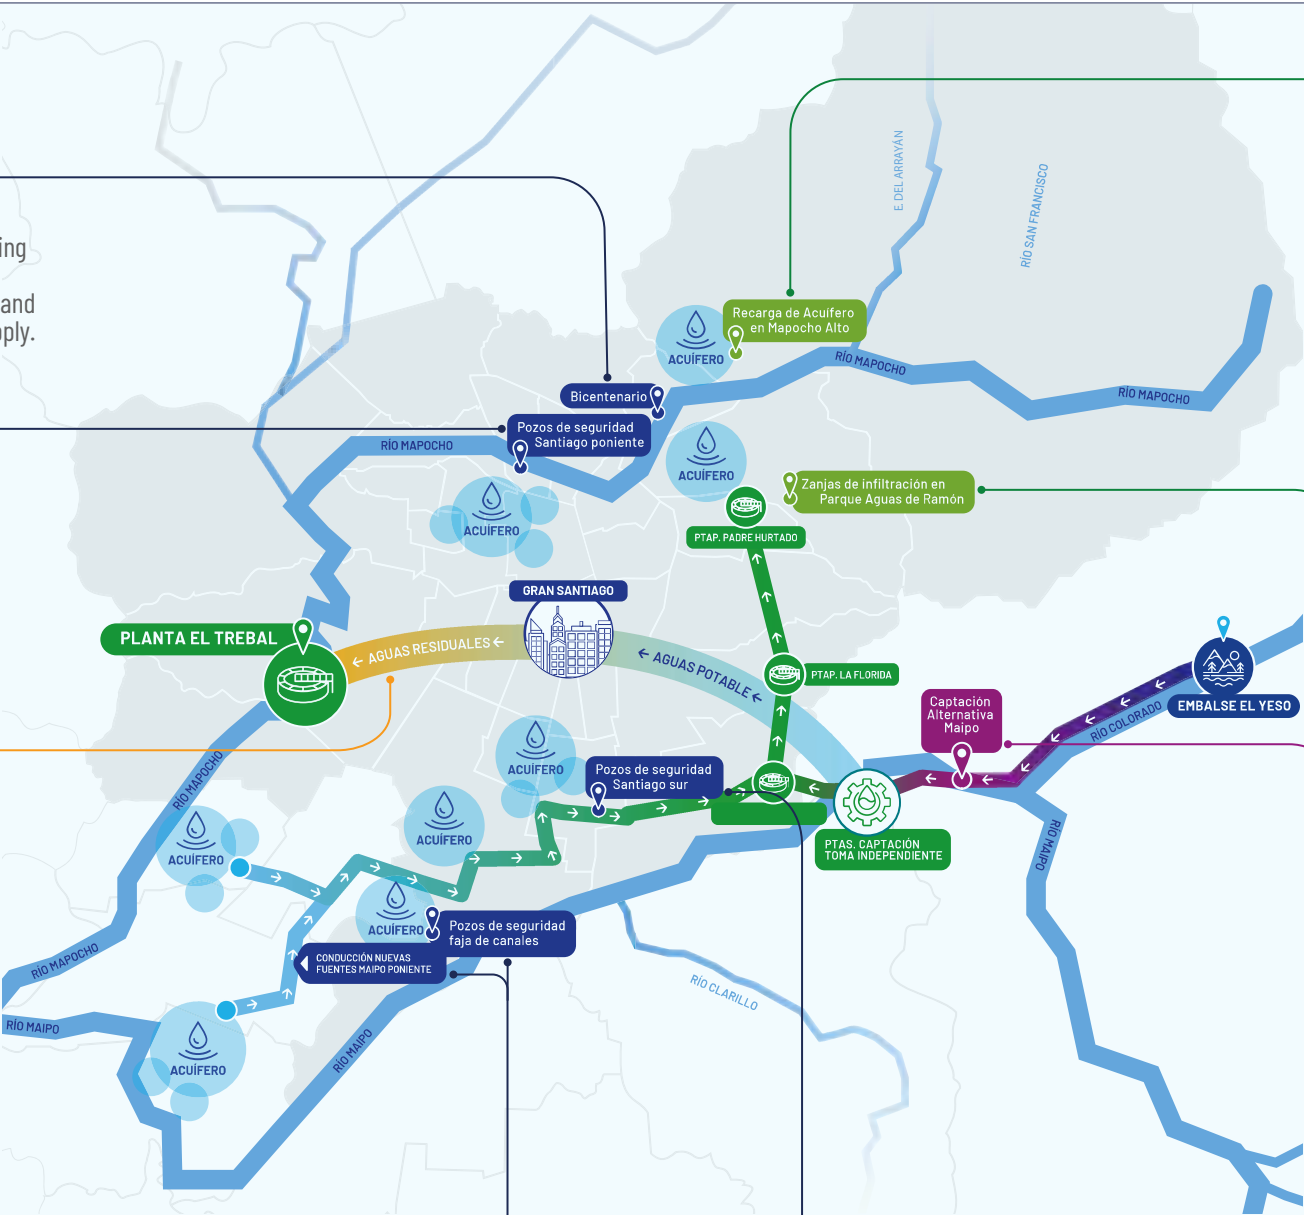 ing
and
pply.
E. DEL ARRAYÁN
RÍO SAN FRANCISCO
Recarga de Acuífero
en Mapocho Alto
ACUÍFERO
RÍO MAPOCHO
RÍO MAPOCHO
Bicentenario
Pozos de seguridad
Santiago poniente
RÍO MAPOCHO
ACUÍFERO
Zanjas de infiltración en
Parque Aguas de Ramón
ACUÍFERO
PTAP. PADRE HURTADO
GRAN SANTIAGO
PLANTA EL TREBAL
AGUAS RESIDUALES
AGUAS POTABLE
PTAP. LA FLORIDA
Captación
Alternativa
Maipo
EMBALSE EL YESO
RÍO COLORADO
ACUÍFERO
Pozos de seguridad
Santiago sur
RÍO MAPOCHO
ACUÍFERO
ACUÍFERO
PTAS. CAPTACIÓN
TOMA INDEPENDIENTE
RÍO MAIPO
ACUÍFERO
Pozos de seguridad
faja de canales
CONDUCCIÓN NUEVAS
FUENTES MAIPO PONIENTE
RÍO MAPOCHO
RÍO CLARILLO
RÍO MAIPO
RÍO MAIPO
ACUÍFERO